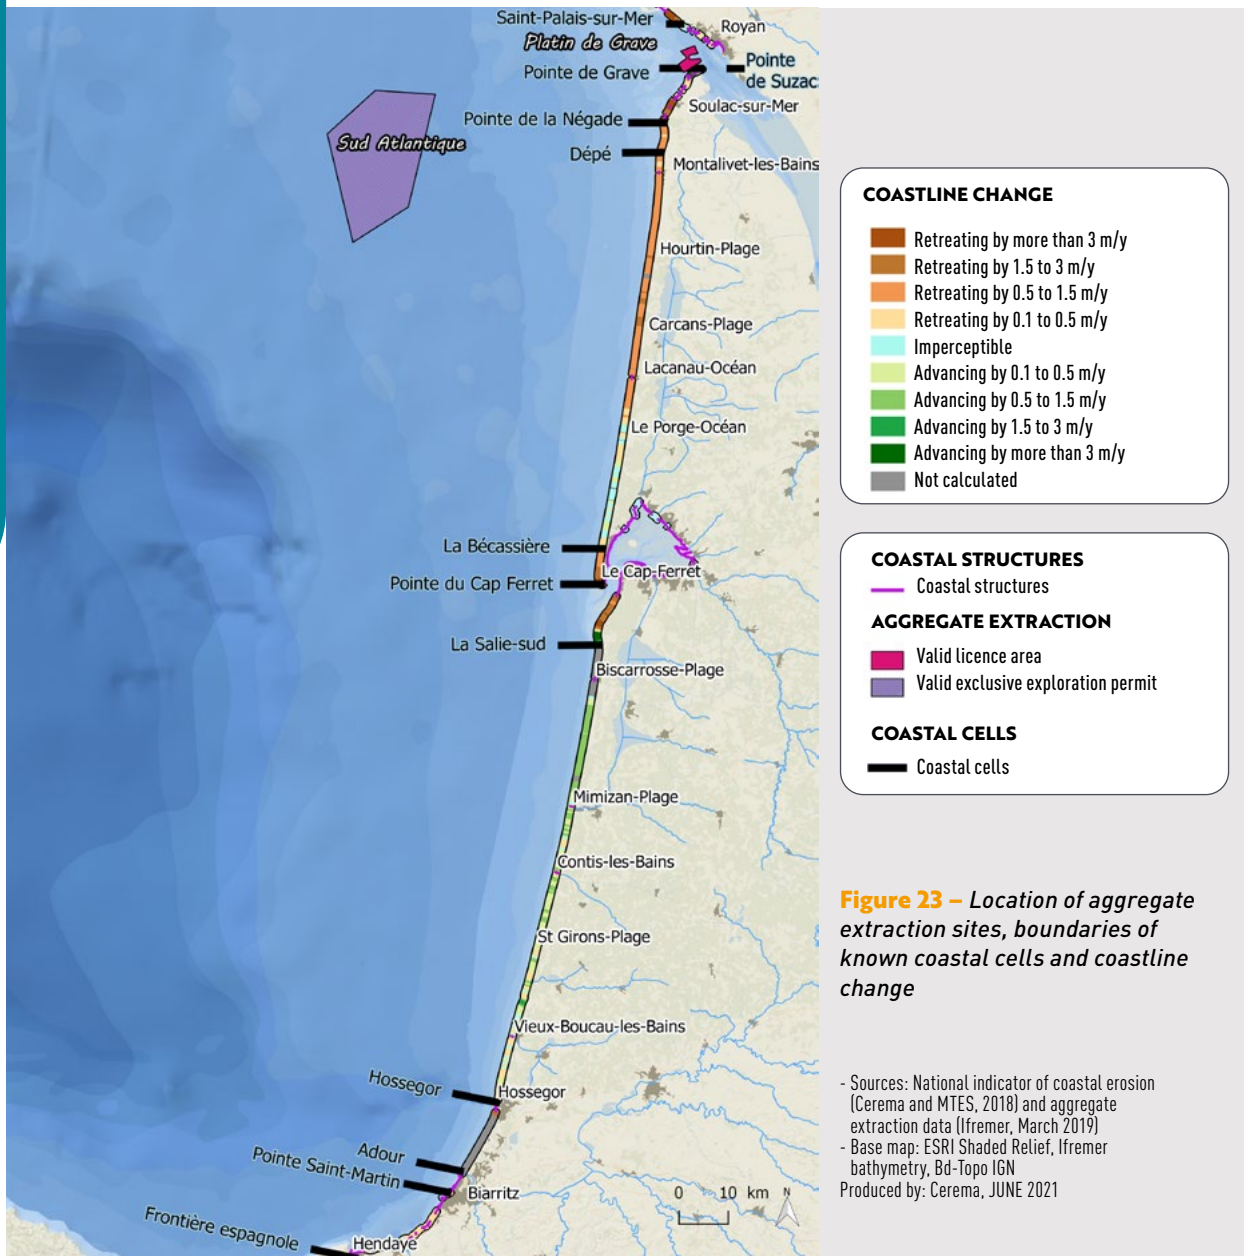 Saint-Palais-sur-Mer
Royan
Platin de Grave
Pointe de Grave
Pointe
de Suzac
Soulac-sur-Mer
Pointe de la Négade
Sud Atlantique
Dépé
Montalivet-les-Bains
Hourtin-Plage
Carcans-Plage
Lacanau-Océan
Le Porge-Océan
La Bécassière
Le Cap-Ferret
Pointe du Cap Ferret
La Salie-sud
Biscarrosse-Plage
Mimizan-Plage
Contis-les-Bains
St Girons-Plage
Vieux-Boucau-les-Bains
Hossegor
Hossegor
Adour
Pointe Saint-Martin
Biarritz
Frontière espagnole
Hendaye
0 10 km N
COASTLINE CHANGE
Retreating by more than 3 m/y
Retreating by 1.5 to 3 m/y
Retreating by 0.5 to 1.5 m/y
Retreating by 0.1 to 0.5 m/y
Imperceptible
Advancing by 0.1 to 0.5 m/y
Advancing by 0.5 to 1.5 m/y
Advancing by 1.5 to 3 m/y
Advancing by more than 3 m/y
Not calculated
COASTAL STRUCTURES
Coastal structures
AGGREGATE EXTRACTION
Valid licence area
Valid exclusive exploration permit
COASTAL CELLS
Coastal cells
Figure 23 – Location of aggregate
extraction sites, boundaries of
known coastal cells and coastline
change
- Sources: National indicator of coastal erosion
(Cerema and MTES, 2018) and aggregate
extraction data (Ifremer, March 2019)
- Base map: ESRI Shaded Relief, Ifremer
bathymetry, Bd-Topo IGN
Produced by: Cerema, JUNE 2021